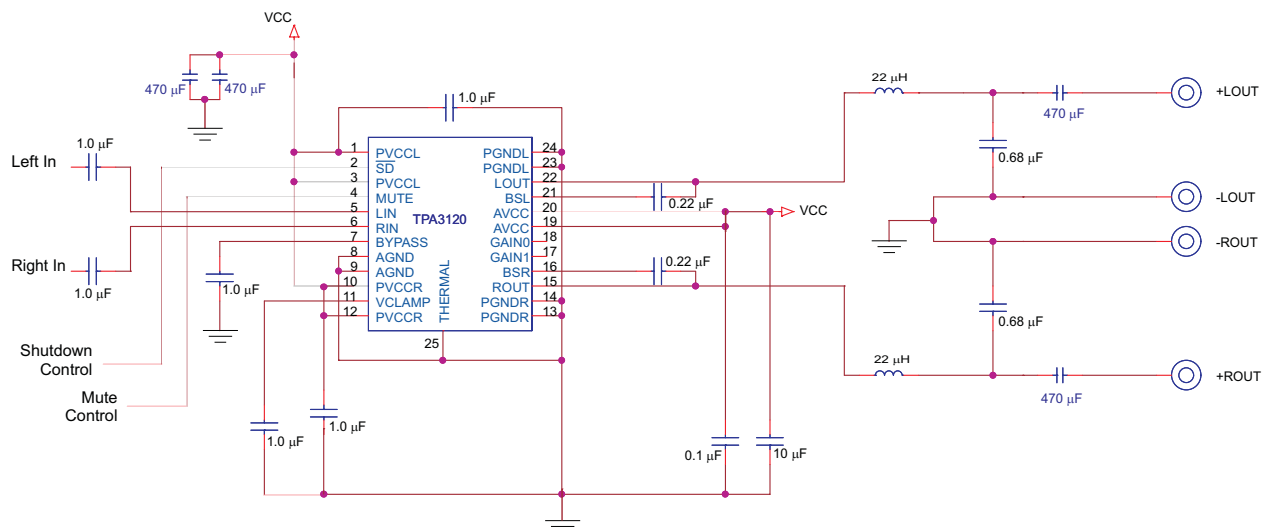 VCC
470 μF
470 μF
1.0 μF
1.0 μF
Left In
Right In
1.0 μF
1.0 μF
Shutdown
Control
Mute
Control
1.0 μF
1.0 μF
TPA3120
1 PVCCL
2 SD
3 PVCCL
4 MUTE
5 LIN
6 RIN
7 BYPASS
8 AGND
9 AGND
10 PVCCR
11 VCLAMP
12 PVCCR
THERMAL
25
PGNDL 24
PGNDL 23
LOUT 22
BSL 21
AVCC 20
AVCC 19
GAIN0 18
GAIN1 17
BSR 16
ROUT 15
PGNDR 14
PGNDR 13
0.22 μF
VCC
0.22 μF
0.1 μF
10 μF
22 μH
470 μF
+LOUT
0.68 μF
-LOUT
-ROUT
0.68 μF
22 μH
470 μF
+ROUT